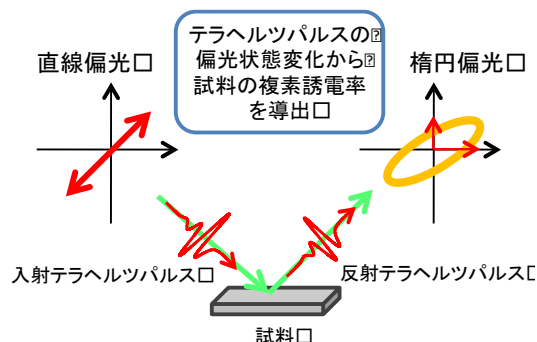 テラヘルツパルスの
偏光状態変化から
試料の複素誘電率
を導出
直線偏光
楕円偏光
入射テラヘルツパルス
反射テラヘルツパルス
試料